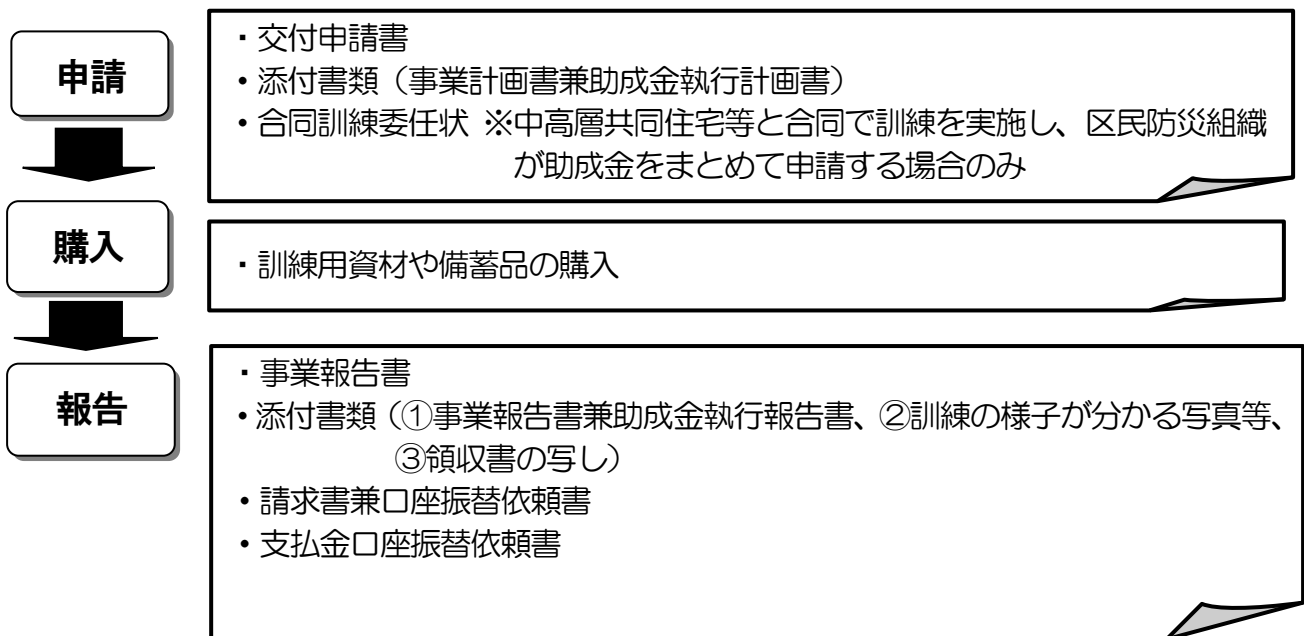 申請
・交付申請書
・添付書類（事業計画書兼助成金執行計画書）
・合同訓練委任状 ※中高層共同住宅等と合同で訓練を実施し、区民防災組織
が助成金をまとめて申請する場合のみ
購入
・訓練用資材や備蓄品の購入
報告
・事業報告書
・添付書類（①事業報告書兼助成金執行報告書、②訓練の様子が分かる写真等、
③領収書の写し）
・請求書兼口座振替依頼書
・支払金口座振替依頼書